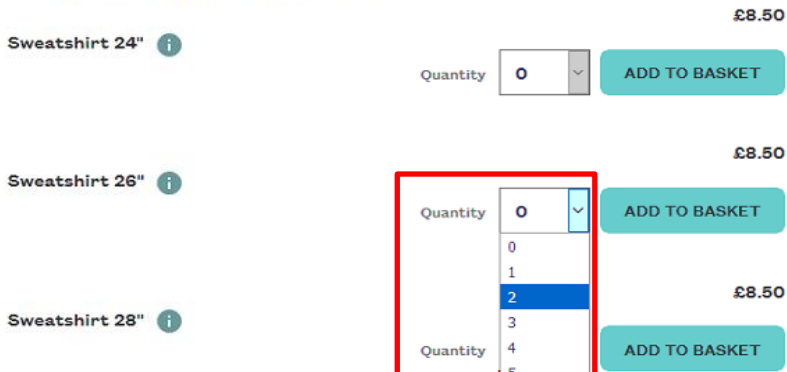 £8.50
Sweatshirt 24" i
Quantity 0 ADD TO BASKET
£8.50
Sweatshirt 26" i
Quantity 0 ADD TO BASKET
0
1
2
£8.50
3
Sweatshirt 28" i
Quantity 4 ADD TO BASKET
5